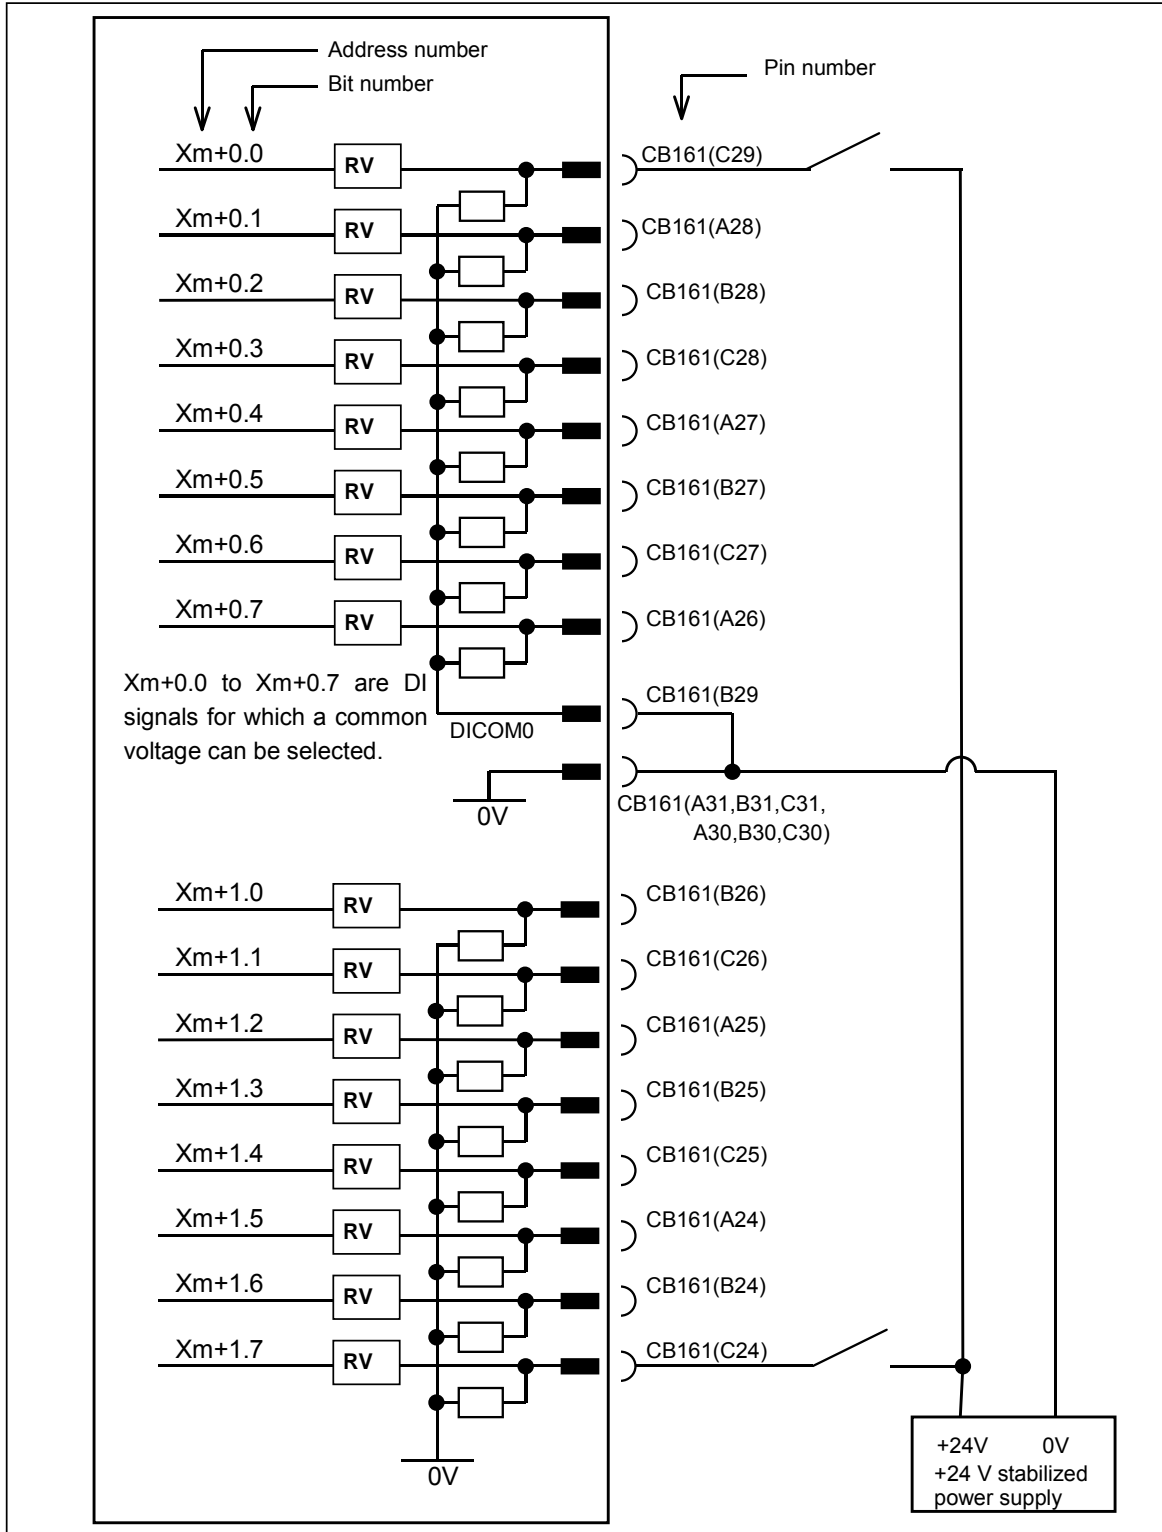 Address number
Bit number
Pin number
Xm+0.0 RV CB161(C29)
Xm+0.1 RV CB161(A28)
Xm+0.2 RV CB161(B28)
Xm+0.3 RV CB161(C28)
Xm+0.4 RV CB161(A27)
Xm+0.5 RV CB161(B27)
Xm+0.6 RV CB161(C27)
Xm+0.7 RV CB161(A26)
Xm+0.0 to Xm+0.7 are DI
signals for which a common
voltage can be selected.
DICOM0
CB161(B29
0V
CB161(A31,B31,C31,
A30,B30,C30)
Xm+1.0 RV CB161(B26)
Xm+1.1 RV CB161(C26)
Xm+1.2 RV CB161(A25)
Xm+1.3 RV CB161(B25)
Xm+1.4 RV CB161(C25)
Xm+1.5 RV CB161(A24)
Xm+1.6 RV CB161(B24)
Xm+1.7 RV CB161(C24)
0V
+24V 0V
+24 V stabilized
power supply